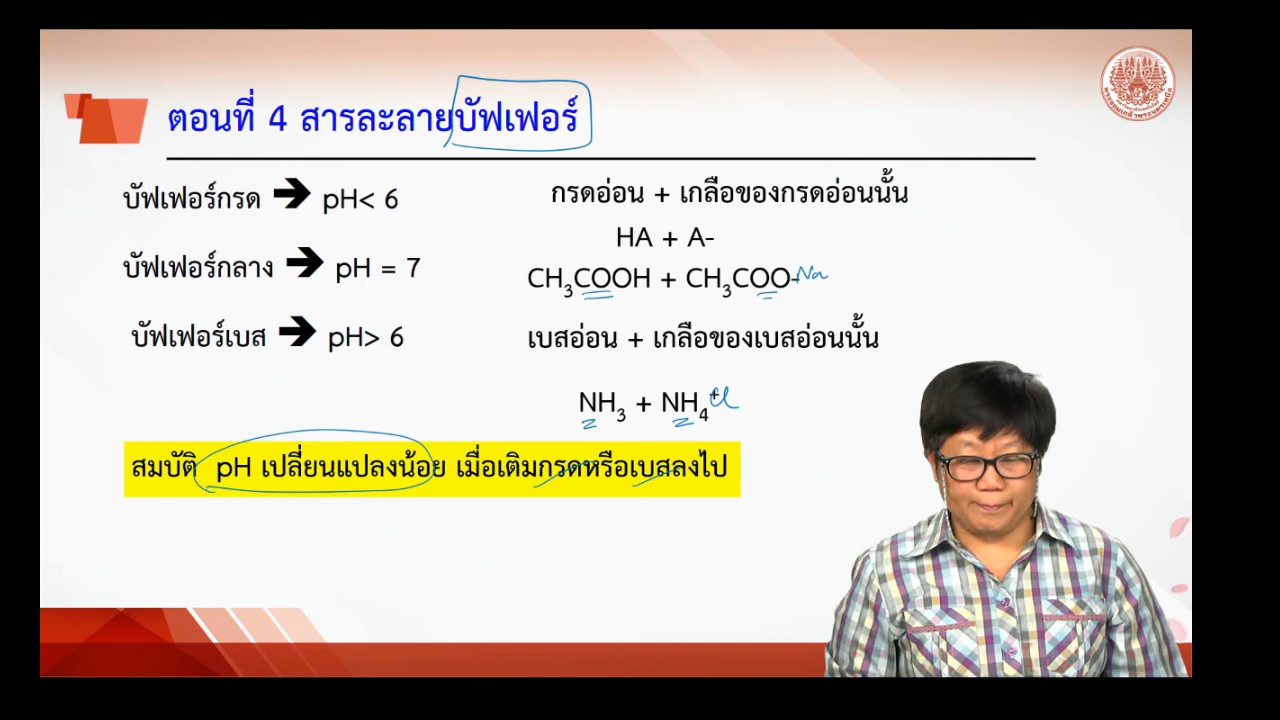 ตอนที่ 4 สารละลายบัฟเฟอร์
บัฟเฟอร์กรด 🡺 pH< 6
กรดอ่อน + เกลือของกรดอ่อนนั้น
HA + A-
บัฟเฟอร์กลาง 🡺 pH = 7
CH₃COOH + CH₃COO- Na
บัฟเฟอร์เบส 🡺 pH> 6
เบสอ่อน + เกลือของเบสอ่อนนั้น
NH₃ + NH₄⁺ Cl
สมบัติ pH เปลี่ยนแปลงน้อย เมื่อเติมกรดหรือเบสลงไป